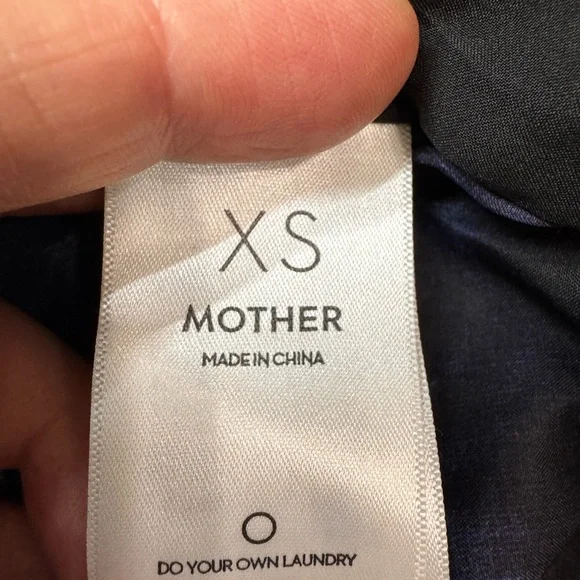 XS
MOTHER
MADE IN CHINA
O
DO YOUR OWN LAUNDRY